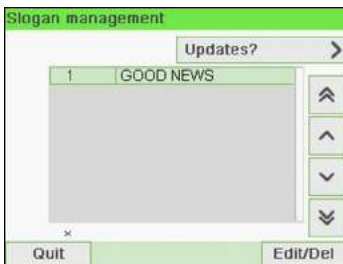 Slogan management
Updates?
1 GOOD NEWS
Quit
Edit/Del